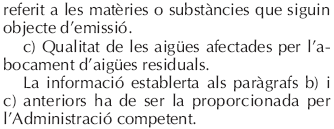 referit a les matèries o substàncies que siguin
objecte d'emissió.
c) Qualitat de les aigües afectades per l'a-
bocament d'aigües residuals.
La informació establerta als paràgrafs b) i
c) anteriors ha de ser la proporcionada per
l'Administració competent.